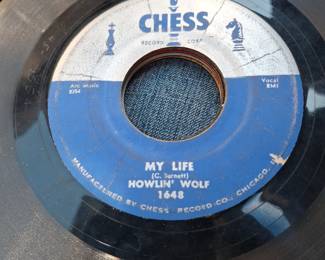 CHESS
RECORD CORP.
Arc Music
BMI
Vocal
MY LIFE
(C. Burnett)
HOWLIN' WOLF
1648
MANUFACTURED BY CHESS RECORD CO., CHICAGO,